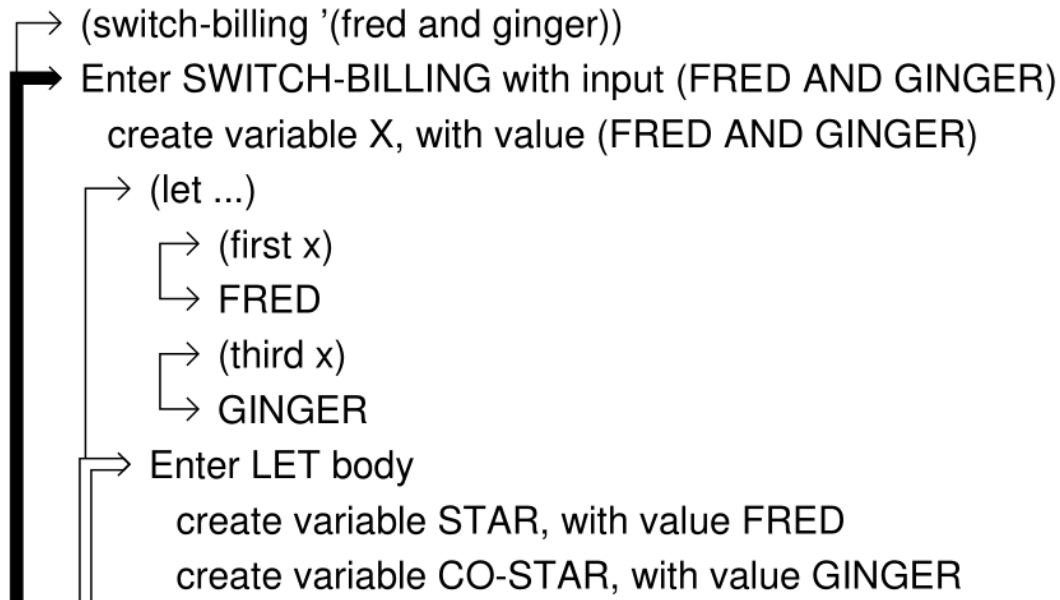 (switch-billing ’(fred and ginger))
Enter SWITCH-BILLING with input (FRED AND GINGER)
create variable X, with value (FRED AND GINGER)
(let ...)
(first x)
FRED
(third x)
GINGER
Enter LET body
create variable STAR, with value FRED
create variable CO-STAR, with value GINGER